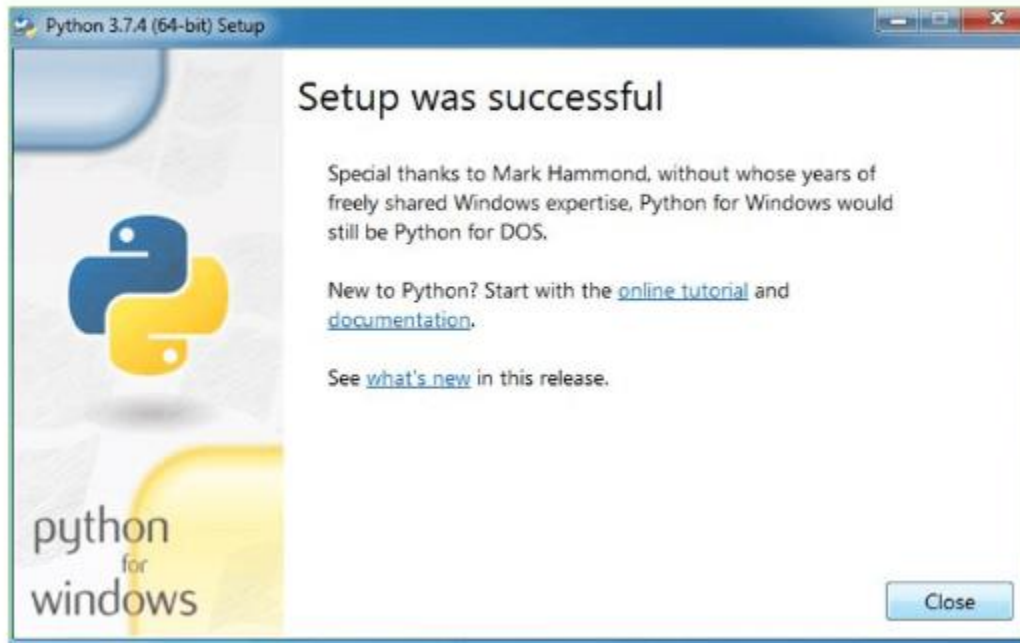 Python 3.7.4 (64-bit) Setup
Setup was successful
Special thanks to Mark Hammond, without whose years of
freely shared Windows expertise, Python for Windows would
still be Python for DOS.
New to Python? Start with the online tutorial and
documentation.
See what's new in this release.
python
for
windows
Close